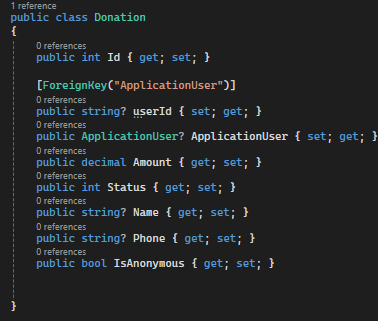 1 reference
public class Donation
{
0 references
public int Id { get; set; }
[ForeignKey("ApplicationUser")]
0 references
public string? userId { set; get; }
0 references
public ApplicationUser? ApplicationUser { set; get; }
0 references
public decimal Amount { get; set; }
0 references
public int Status { get; set; }
0 references
public string? Name { get; set; }
0 references
public string? Phone { get; set; }
0 references
public bool IsAnonymous { get; set; }
}